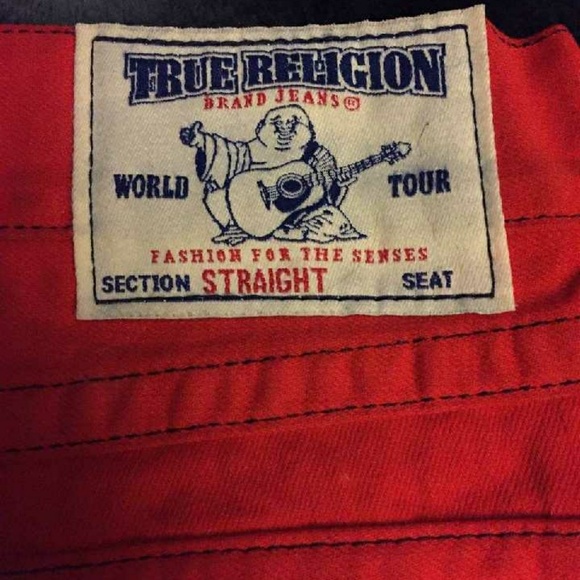 TRUE RELIGION
BRAND JEANS®
WORLD TOUR
FASHION FOR THE SENSES
SECTION STRAIGHT SEAT